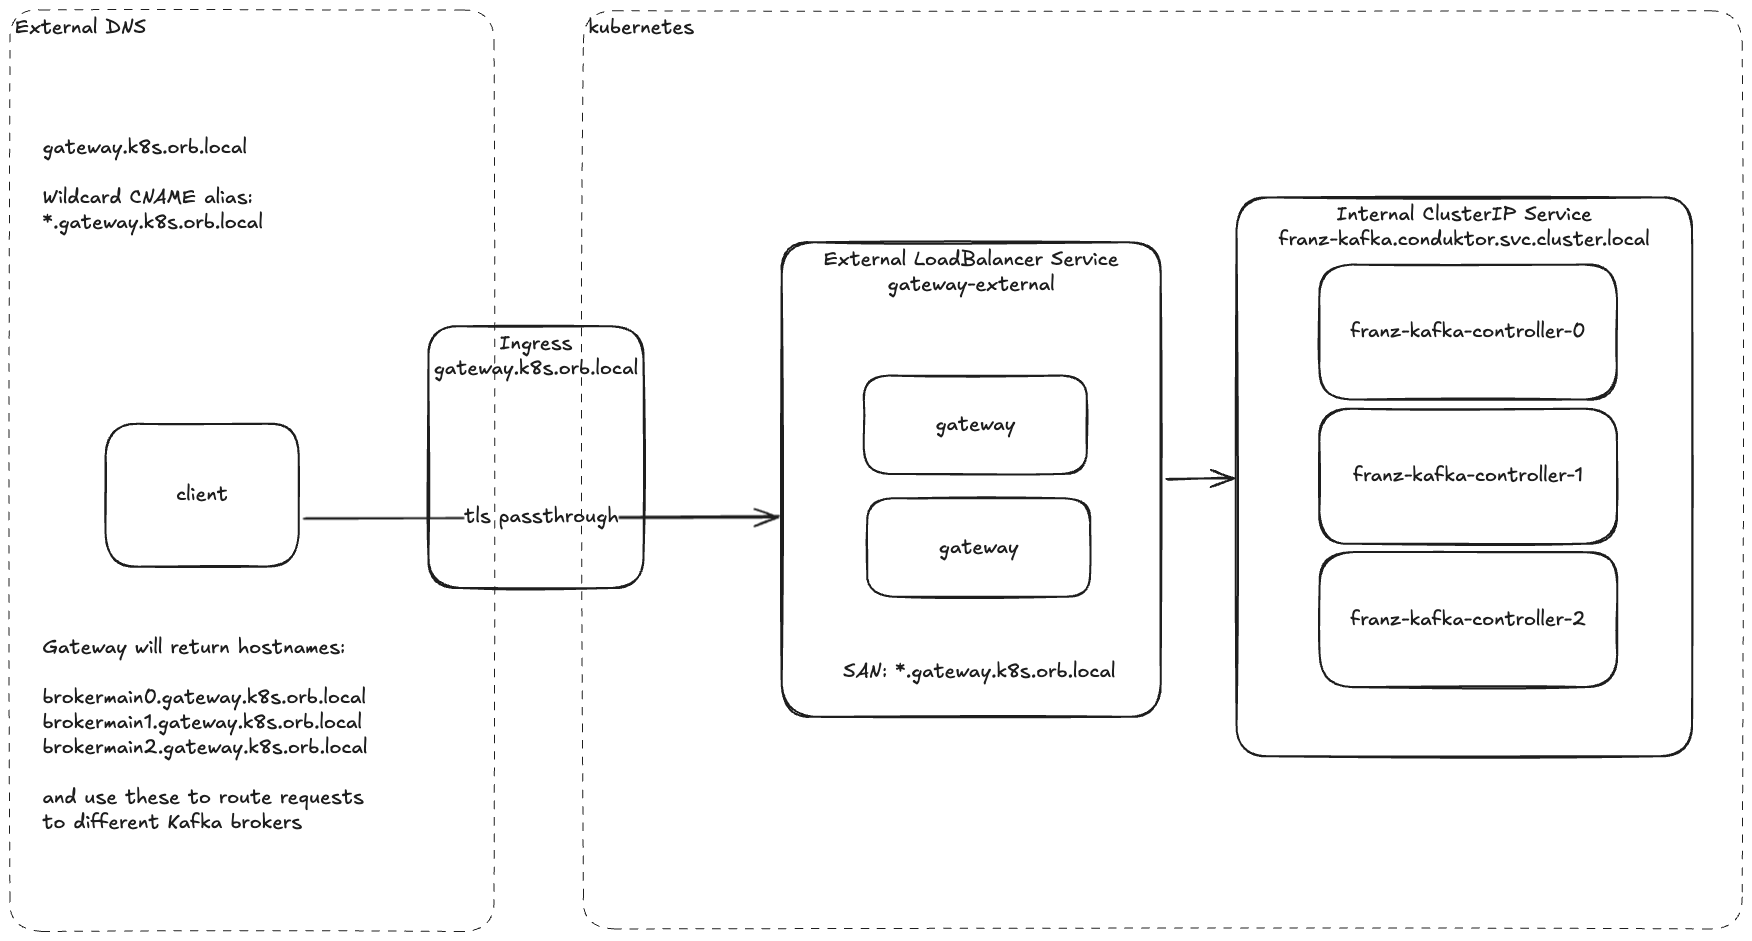 External DNS
gateway.k8s.orb.local
Wildcard CNAME alias:
*.gateway.k8s.orb.local
client
Gateway will return hostnames:
brokermain0.gateway.k8s.orb.local
brokermain1.gateway.k8s.orb.local
brokermain2.gateway.k8s.orb.local
and use these to route requests
to different Kafka brokers
Ingress
gateway.k8s.orb.local
tls passthrough
kubernetes
External LoadBalancer Service
gateway-external
gateway
gateway
SAN: *.gateway.k8s.orb.local
Internal ClusterIP Service
franz-kafka.conduktor.svc.cluster.local
franz-kafka-controller-0
franz-kafka-controller-1
franz-kafka-controller-2